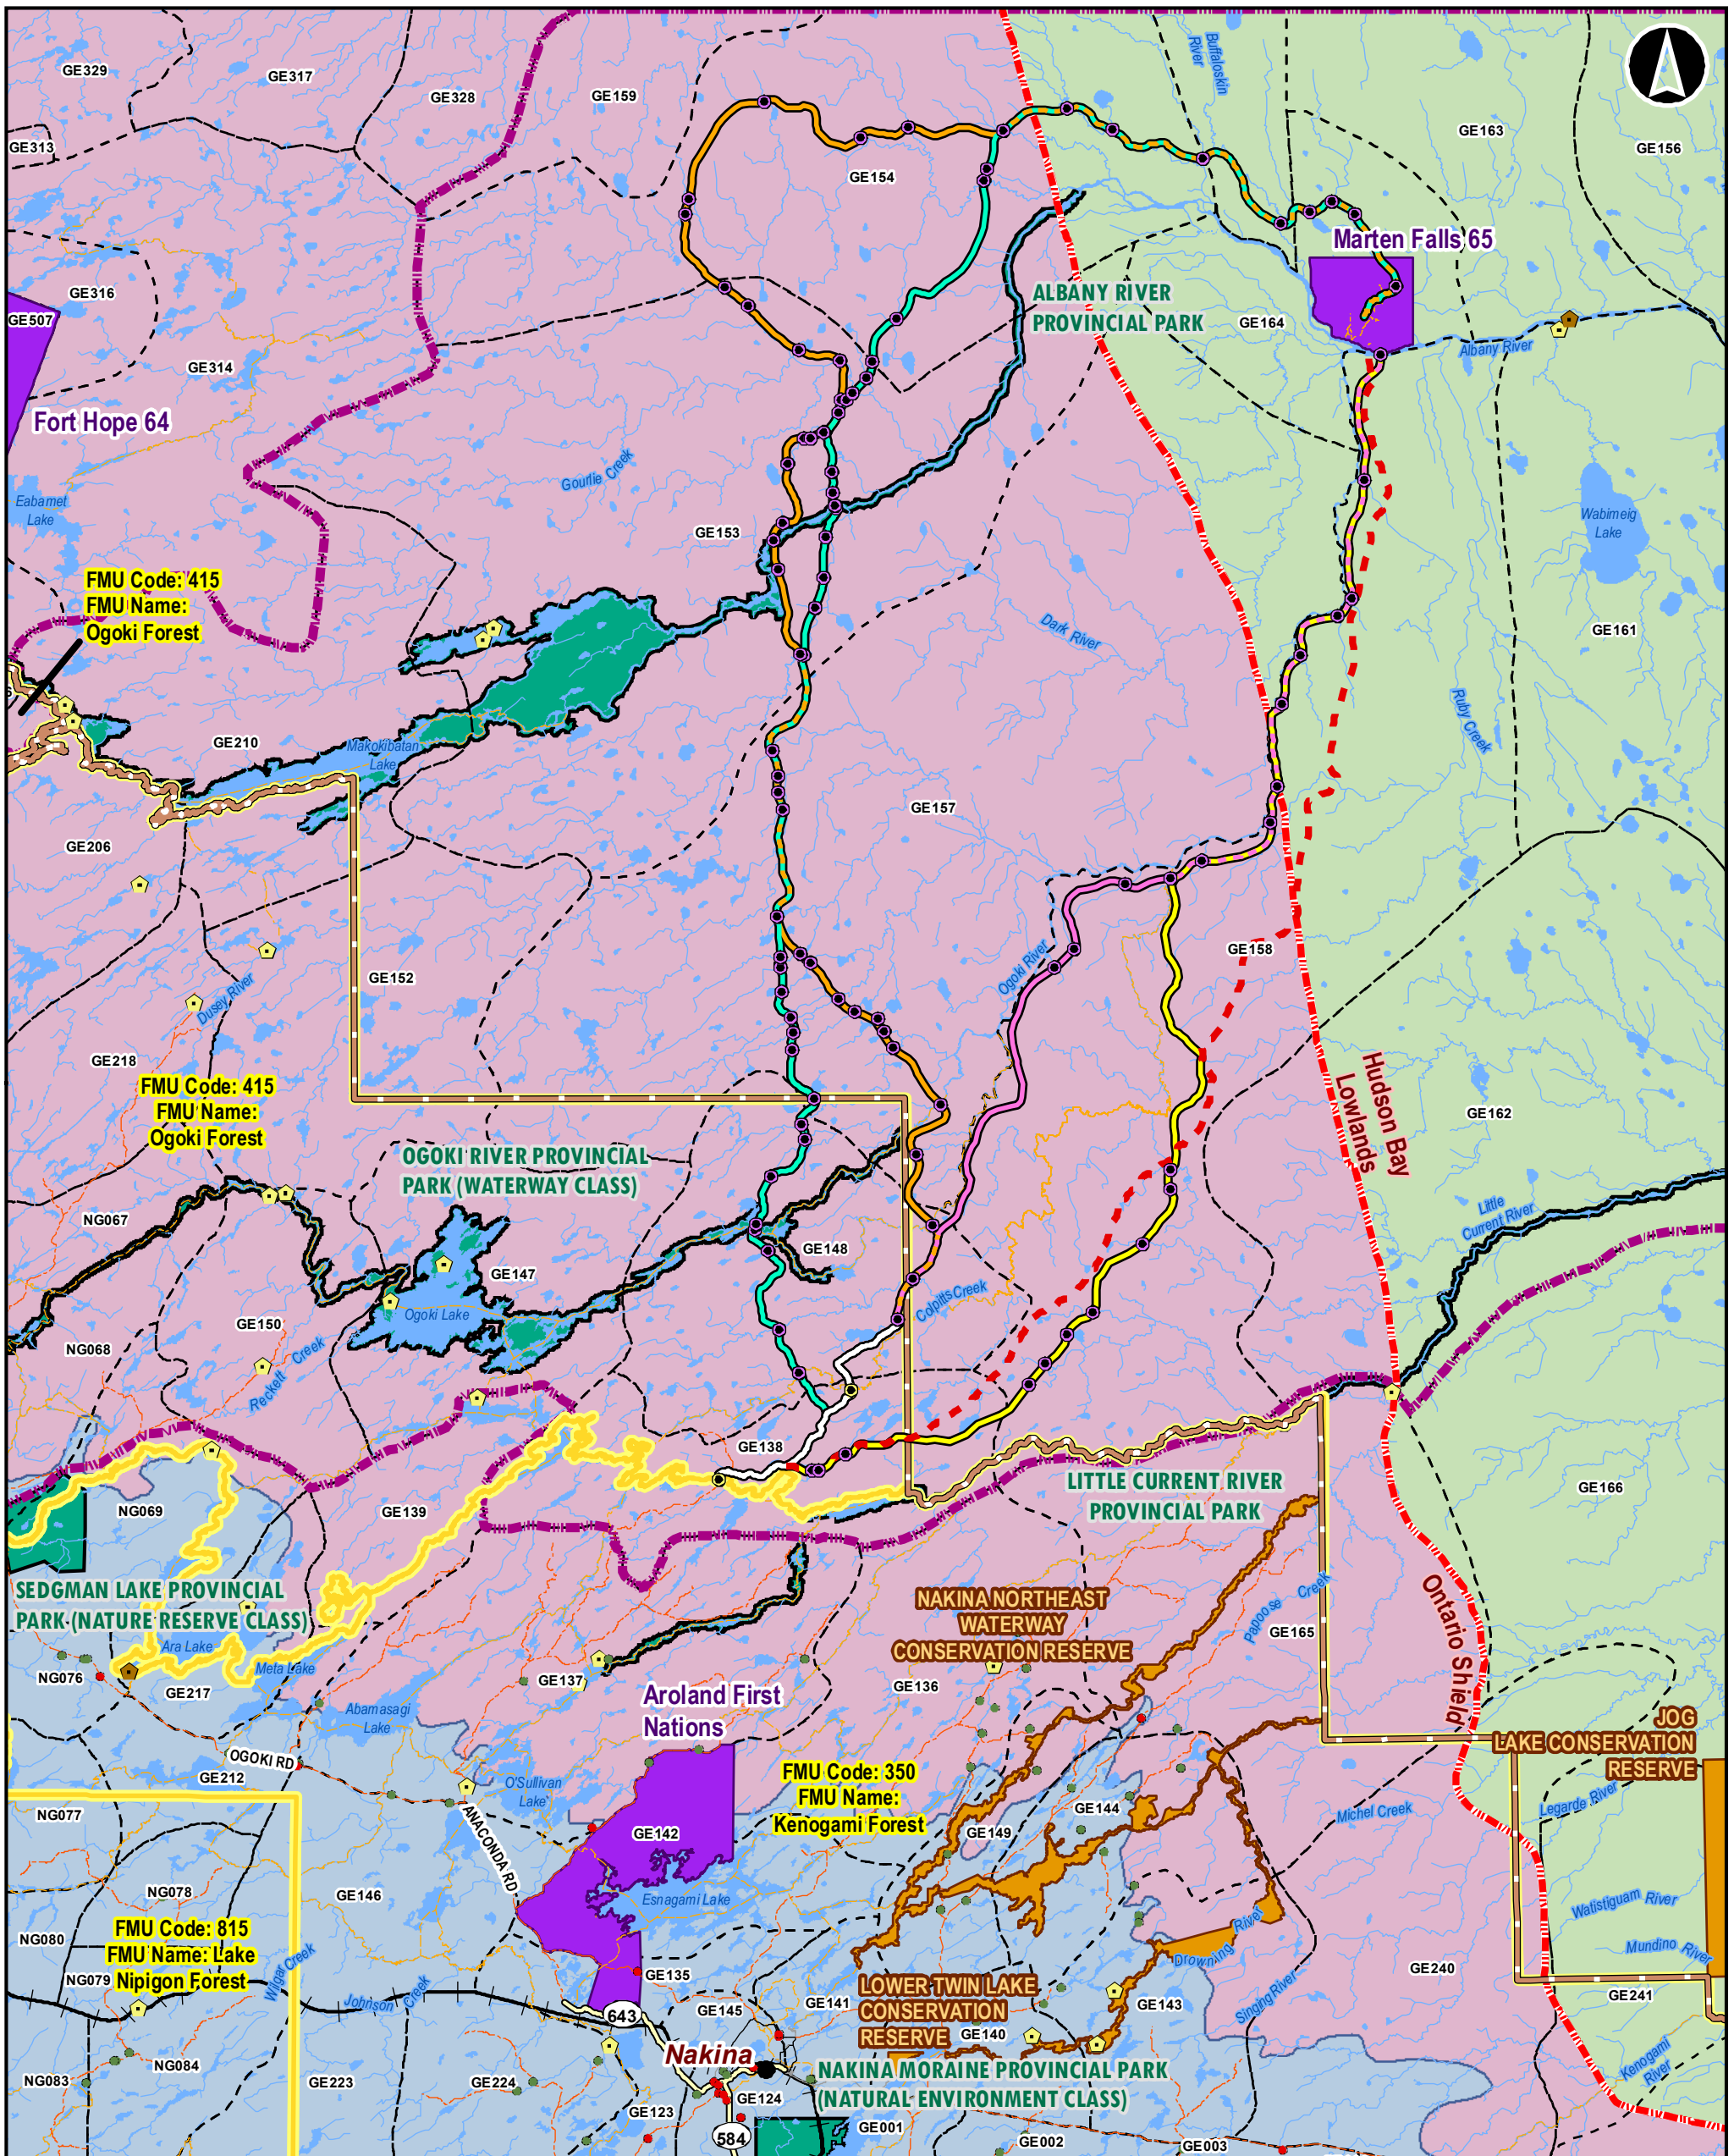 GE329
GE317
GE328
GE159
Buffaloskin
River
GE163
GE156
GE313
GE154
Marten Falls 65
GE316
GE507
ALBANY RIVER
PROVINCIAL PARK
GE164
Albany River
GE314
Fort Hope 64
Gourlie Creek
Eabamet
Lake
Wabimeig
Lake
GE153
FMU Code: 415
FMU Name:
Ogoki Forest
Dark River
GE161
Ruby Creek
GE210
Makokibatan
Lake
GE157
GE206
GE152
Ogoki River
GE158
Dusey River
GE218
Hudson Bay
Lowlands
FMU Code: 415
FMU Name:
Ogoki Forest
GE162
OGOKI RIVER PROVINCIAL
PARK (WATERWAY CLASS)
Little
Current River
NG067
GE148
GE147
Colpitts Creek
Ogoki Lake
GE150
NG068
Reckett Creek
GE138
LITTLE CURRENT RIVER
PROVINCIAL PARK
GE166
NG069
GE139
SEDGMAN LAKE PROVINCIAL
PARK (NATURE RESERVE CLASS)
NAKINA NORTHEAST
WATERWAY
CONSERVATION RESERVE
Papoose Creek
GE165
Ontario Shield
Ara Lake
Meta Lake
NG076
GE217
GE137
GE136
Abamasagi
Lake
Aroland First
Nations
JOG
LAKE CONSERVATION
RESERVE
OGOKI RD
GE212
O'Sullivan
Lake
FMU Code: 350
FMU Name:
Kenogami Forest
Legarde River
NG077
ANACONDA RD
GE144
Michel Creek
GE142
GE149
NG078
GE146
Esnagami Lake
Watistiguam River
FMU Code: 815
FMU Name: Lake
Nipigon Forest
NG080
Drowning River
Mundino River
NG079
Wilgar Creek
GE135
GE240
LOWER TWIN LAKE
CONSERVATION
RESERVE
Johnson Creek
643
GE145
GE141
GE143
Singing River
GE241
GE140
Nakina
NG084
NAKINA MORAINE PROVINCIAL PARK
(NATURAL ENVIRONMENT CLASS)
Kenogami
River
NG083
GE223
GE224
GE124
GE123
584
GE001
GE002
GE003